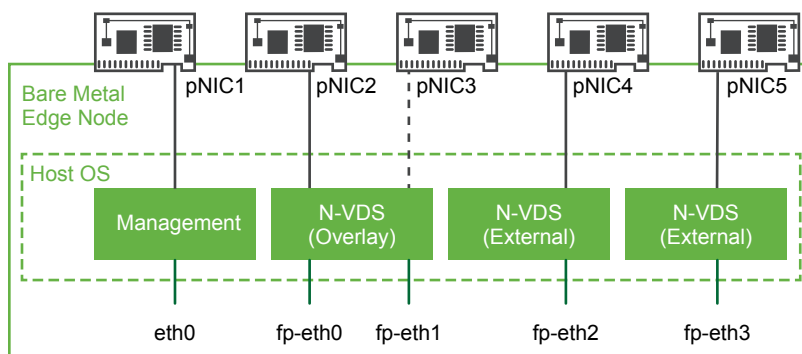 pNIC1 pNIC2 pNIC3 pNIC4 pNIC5
Bare Metal
Edge Node
Host OS
Management
N-VDS
(Overlay)
N-VDS
(External)
N-VDS
(External)
eth0 fp-eth0 fp-eth1 fp-eth2 fp-eth3